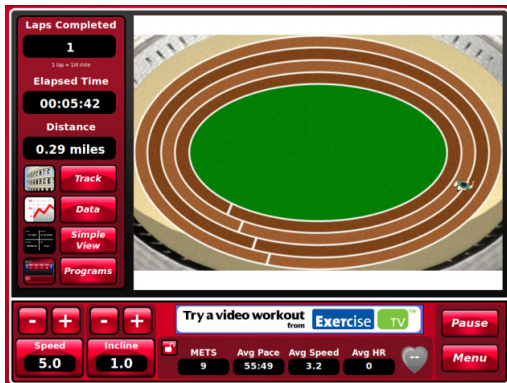 Laps Completed
1
1 lap = 1/4 mile
Elapsed Time
00:05:42
Distance
0.29 miles
Track
Data
Simple
View
Programs
- + - +
Speed
5.0
Incline
1.0
Try a video workout
from Exercise TV
METS
9
Avg Pace
55:49
Avg Speed
3.2
Avg HR
0
--
Pause
Menu